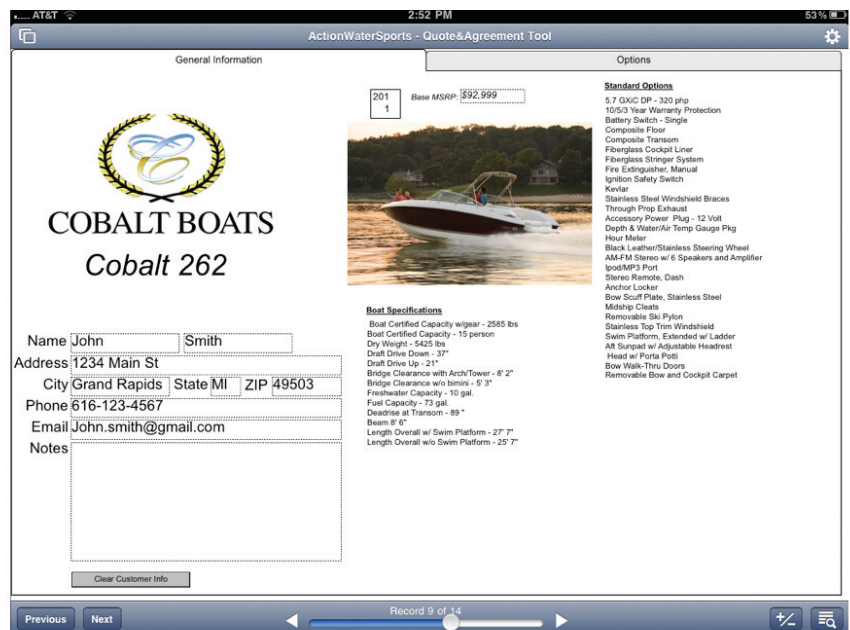 ..... AT&T
2:52 PM
53 %
ActionWaterSports - Quote&Agreement Tool
General Information
Options
COBALT BOATS
Cobalt 262
201
1
Base MSRP:
$92,999
Standard Options
5.7 GXiC DP - 320 php
10/5/3 Year Warranty Protection
Battery Switch - Single
Composite Floor
Composite Transom
Fiberglass Cockpit Liner
Fiberglass Stringer System
Fire Extinguisher, Manual
Ignition Safety Switch
Kevlar
Stainless Steel Windshield Braces
Through Prop Exhaust
Accessory Power Plug - 12 Volt
Depth & Water/Air Temp Gauge Pkg
Hour Meter
Black Leather/Stainless Steering Wheel
AM-FM Stereo w/ 6 Speakers and Amplifier
Ipod/MP3 Port
Stereo Remote, Dash
Anchor Locker
Bow Scuff Plate, Stainless Steel
Midship Cleats
Removable Ski Pylon
Stainless Top Trim Windshield
Swim Platform, Extended w/ Ladder
Aft Sunpad w/ Adjustable Headrest
Head w/ Porta Potti
Bow Walk-Thru Doors
Removable Bow and Cockpit Carpet
Boat Specifications
Boat Certified Capacity w/gear - 2585 lbs
Boat Certified Capacity - 15 person
Dry Weight - 5425 lbs
Draft Drive Down - 37"
Draft Drive Up - 21"
Bridge Clearance with Arch/Tower - 8' 2"
Bridge Clearance w/o bimini - 5' 3"
Freshwater Capacity - 10 gal.
Fuel Capacity - 73 gal.
Deadrise at Transom - 89 "
Beam 8' 6"
Length Overall w/ Swim Platform - 27' 7"
Length Overall w/o Swim Platform - 25' 7"
Name John Smith
Address 1234 Main St
City Grand Rapids State MI ZIP 49503
Phone 616-123-4567
Email John.smith@gmail.com
Notes
Clear Customer Info
Previous
Next
Record 9 of 14